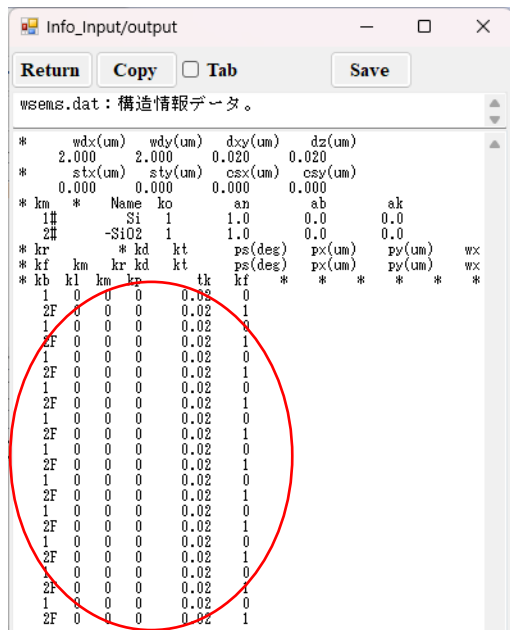 Info_Input/output
Return Copy Tab Save
wsems.dat：構造情報データ。
* wdx(um) wdy(um) dxy(um) dz(um)
2.000 2.000 0.020 0.020
* stx(um) sty(um) csx(um) csy(um)
0.000 0.000 0.000 0.000
* km * Name ko an ab ak
1# Si 1 1.0 0.0 0.0
2# -SiO2 1 1.0 0.0 0.0
* kr * kd kt ps(deg) px(um) py(um) wx
* kf km kr kd kt ps(deg) px(um) py(um) wx
* kb kl km kp tk kf * * * * *
1 0 0 0 0.02 0
2F 0 0 0 0.02 1
1 0 0 0 0.02 0
2F 0 0 0 0.02 1
1 0 0 0 0.02 0
2F 0 0 0 0.02 1
1 0 0 0 0.02 0
2F 0 0 0 0.02 1
1 0 0 0 0.02 0
2F 0 0 0 0.02 1
1 0 0 0 0.02 0
2F 0 0 0 0.02 1
1 0 0 0 0.02 0
2F 0 0 0 0.02 1
1 0 0 0 0.02 0
2F 0 0 0 0.02 1
1 0 0 0 0.02 0
2F 0 0 0 0.02 1
1 0 0 0 0.02 0
2F 0 0 0 0.02 1
1 0 0 0 0.02 0
2F 0 0 0 0.02 1